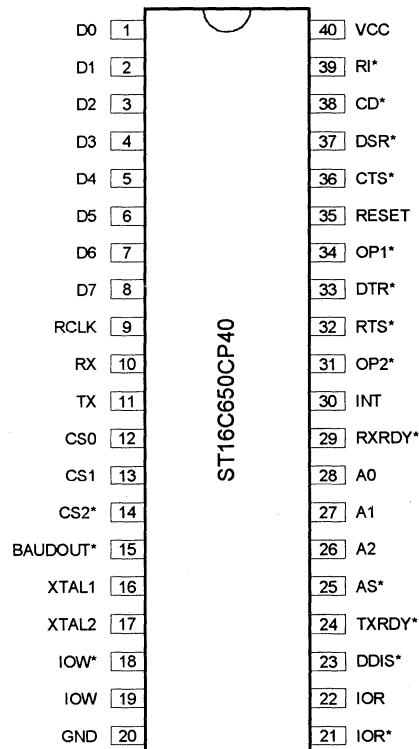 D0 1 40 VCC
D1 2 39 RI*
D2 3 38 CD*
D3 4 37 DSR*
D4 5 36 CTS*
D5 6 35 RESET
D6 7 34 OP1*
D7 8 33 DTR*
RCLK 9 32 RTS*
RX 10 31 OP2*
TX 11 30 INT
CS0 12 29 RXRDY*
CS1 13 28 A0
CS2* 14 27 A1
BAUDOUT* 15 26 A2
XTAL1 16 25 AS*
XTAL2 17 24 TXRDY*
IOW* 18 23 DDIS*
IOW 19 22 IOR
GND 20 21 IOR*
ST16C650CP40